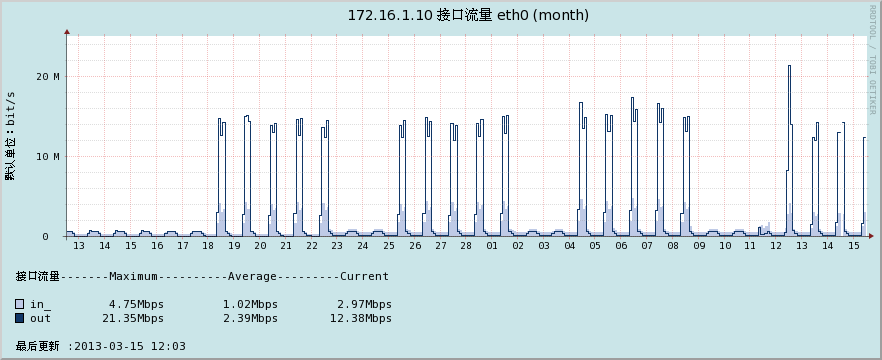 172.16.1.10 接口流量 eth0 (month)
RRDTOOL / TOBI OETIKER
默认单位：bit/s
20 M
10 M
0
13 14 15 16 17 18 19 20 21 22 23 24 25 26 27 28 01 02 03 04 05 06 07 08 09 10 11 12 13 14 15
接口流量-------Maximum----------Average---------Current
in_ 4.75Mbps 1.02Mbps 2.97Mbps
out 21.35Mbps 2.39Mbps 12.38Mbps
最后更新 :2013-03-15 12:03